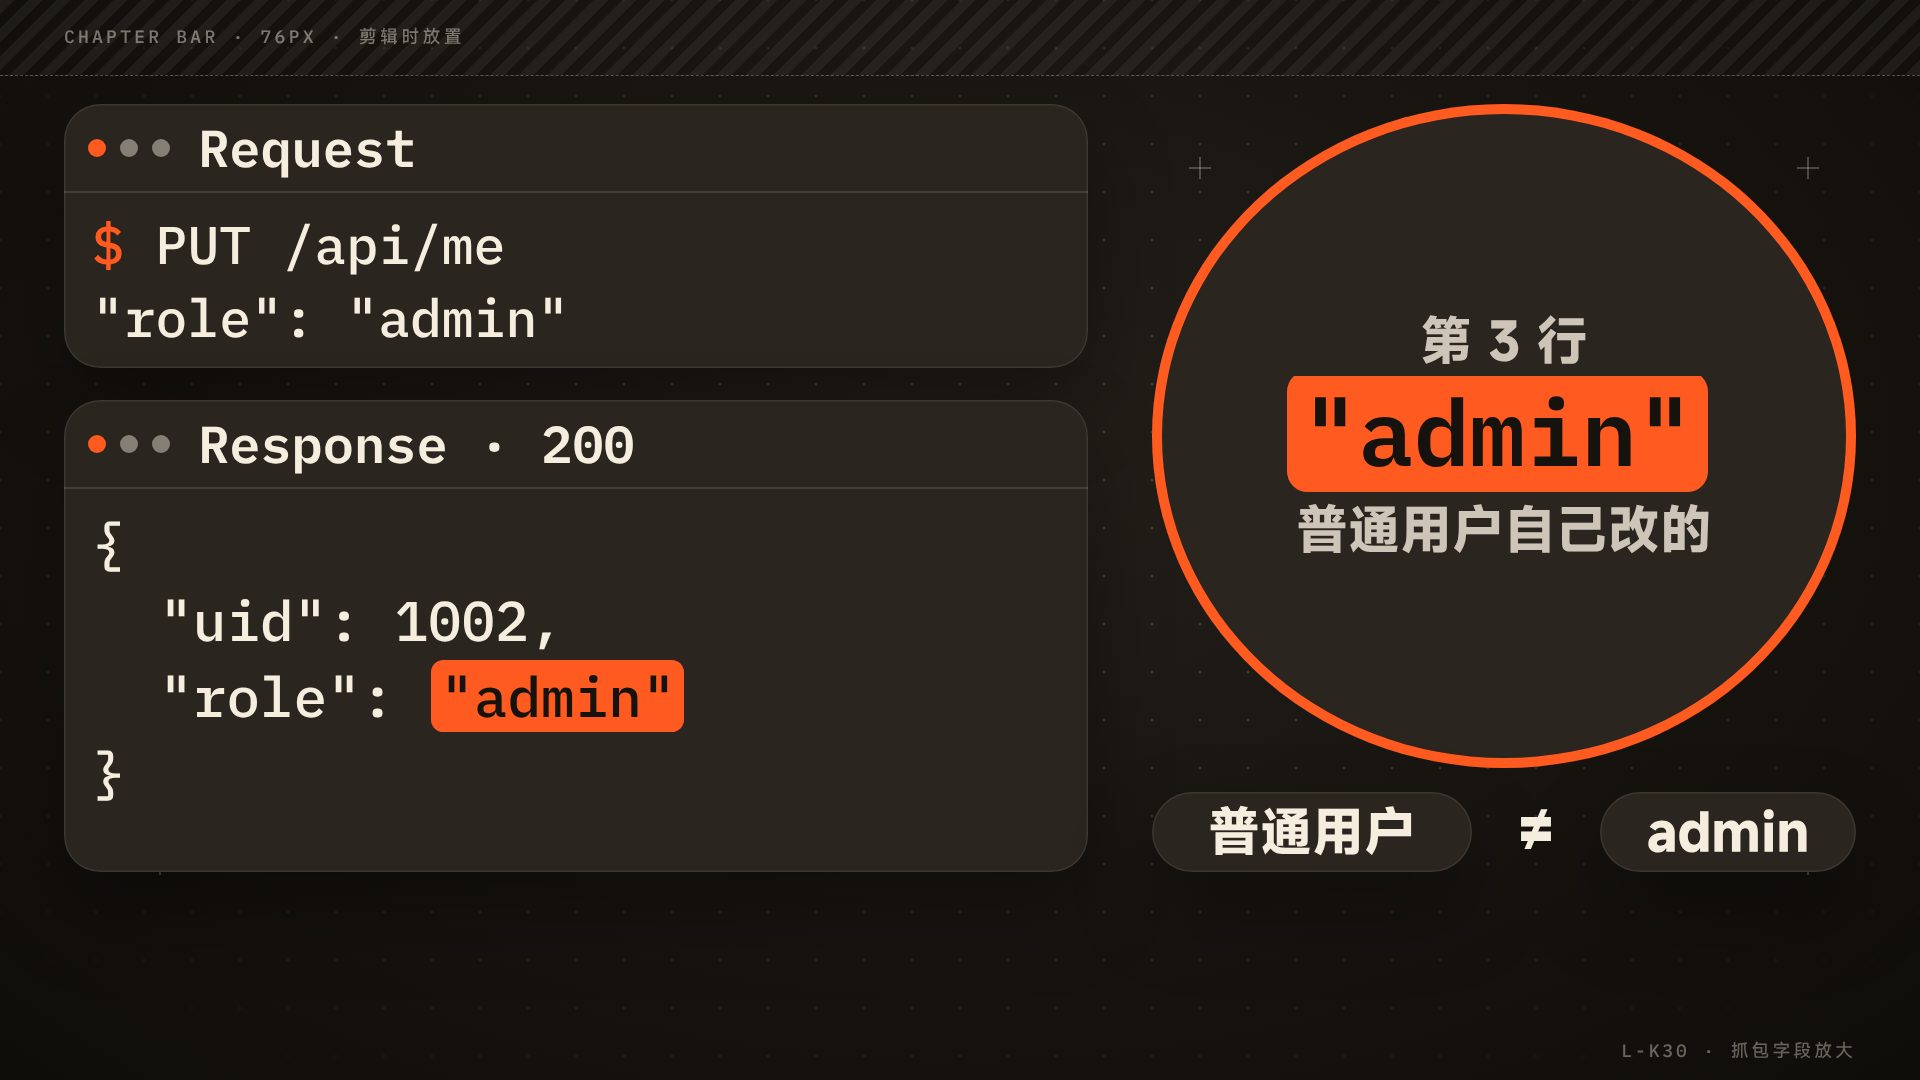 CHAPTER BAR · 76PX · 剪辑时放置
Request
$ PUT /api/me
"role": "admin"
Response · 200
{
"uid": 1002,
"role": "admin"
}
第 3 行
"admin"
普通用户自己改的
普通用户 ≠ admin
L-K30 · 抓包字段放大